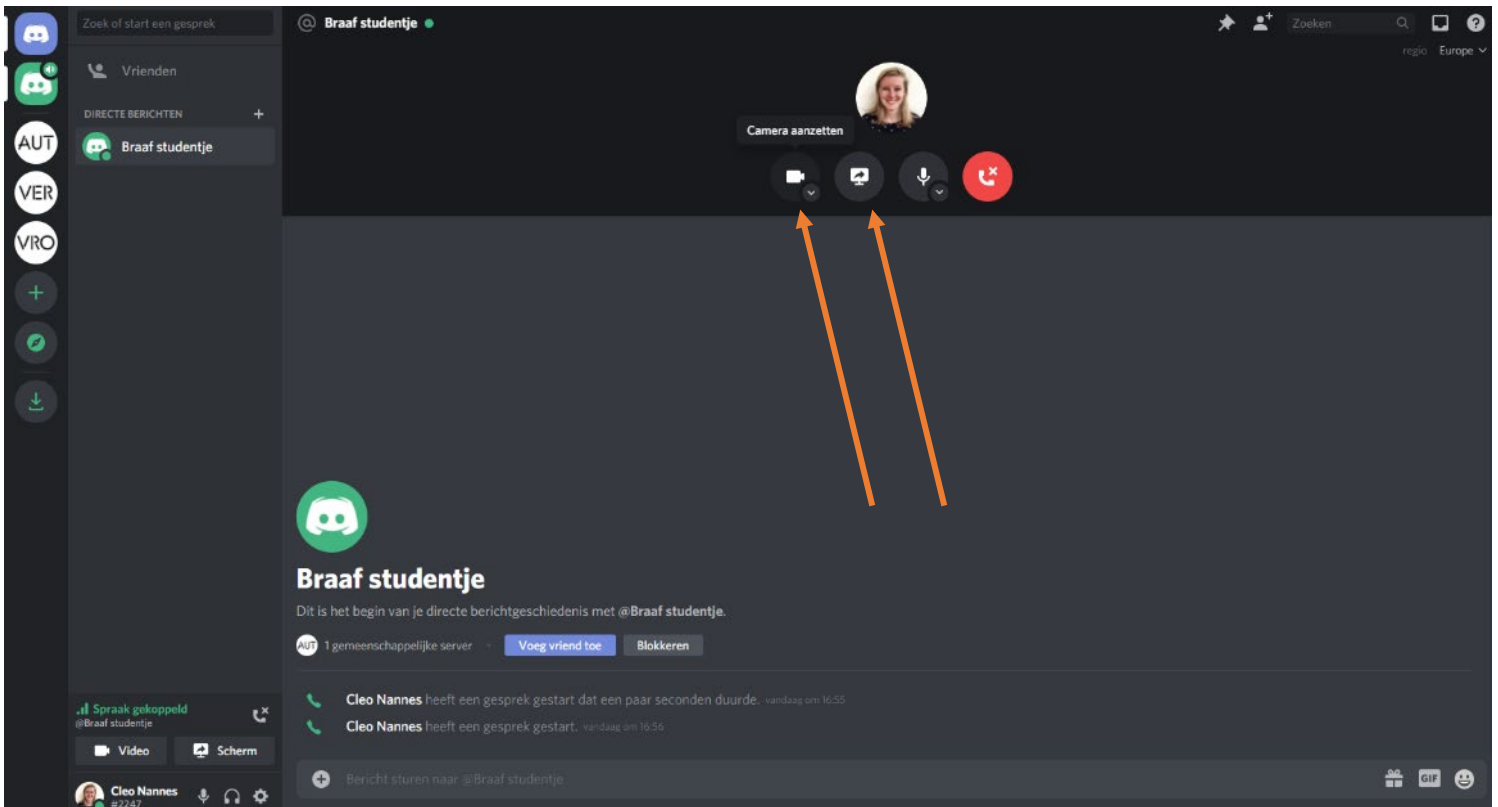 Zoek of start een gesprek
Vrienden
DIRECTE BERICHTEN
Braaf studentje
AUT
VER
VRO
Spraak gekoppeld
@Braaf studentje
Video
Scherm
Cleo Nannes
#2247
Braaf studentje
Zoeken
regio Europe
Camera aanzetten
Braaf studentje
Dit is het begin van je directe berichtgeschiedenis met @Braaf studentje.
AUT 1 gemeenschappelijke server Voeg vriend toe Blokkeren
Cleo Nannes heeft een gesprek gestart dat een paar seconden duurde. vandaag om 16:55
Cleo Nannes heeft een gesprek gestart. vandaag om 16:56
Bericht sturen naar @Braaf studentje
GIF